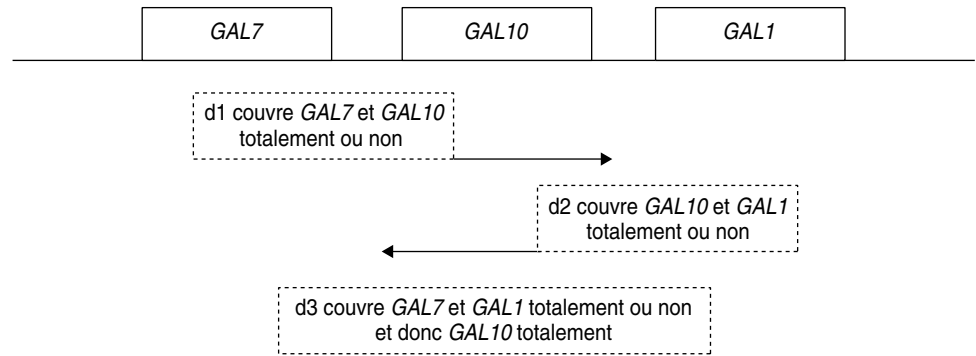 GAL7 GAL10 GAL1
d1 couvre GAL7 et GAL10
totalement ou non
d2 couvre GAL10 et GAL1
totalement ou non
d3 couvre GAL7 et GAL1 totalement ou non
et donc GAL10 totalement